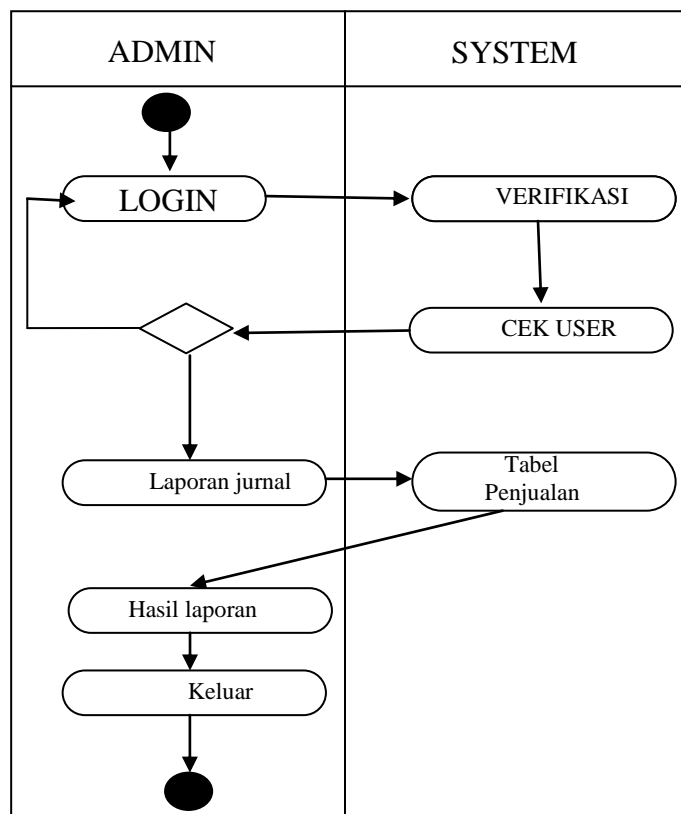 ADMIN
SYSTEM
LOGIN
VERIFIKASI
CEK USER
Laporan jurnal
Tabel
Penjualan
Hasil laporan
Keluar